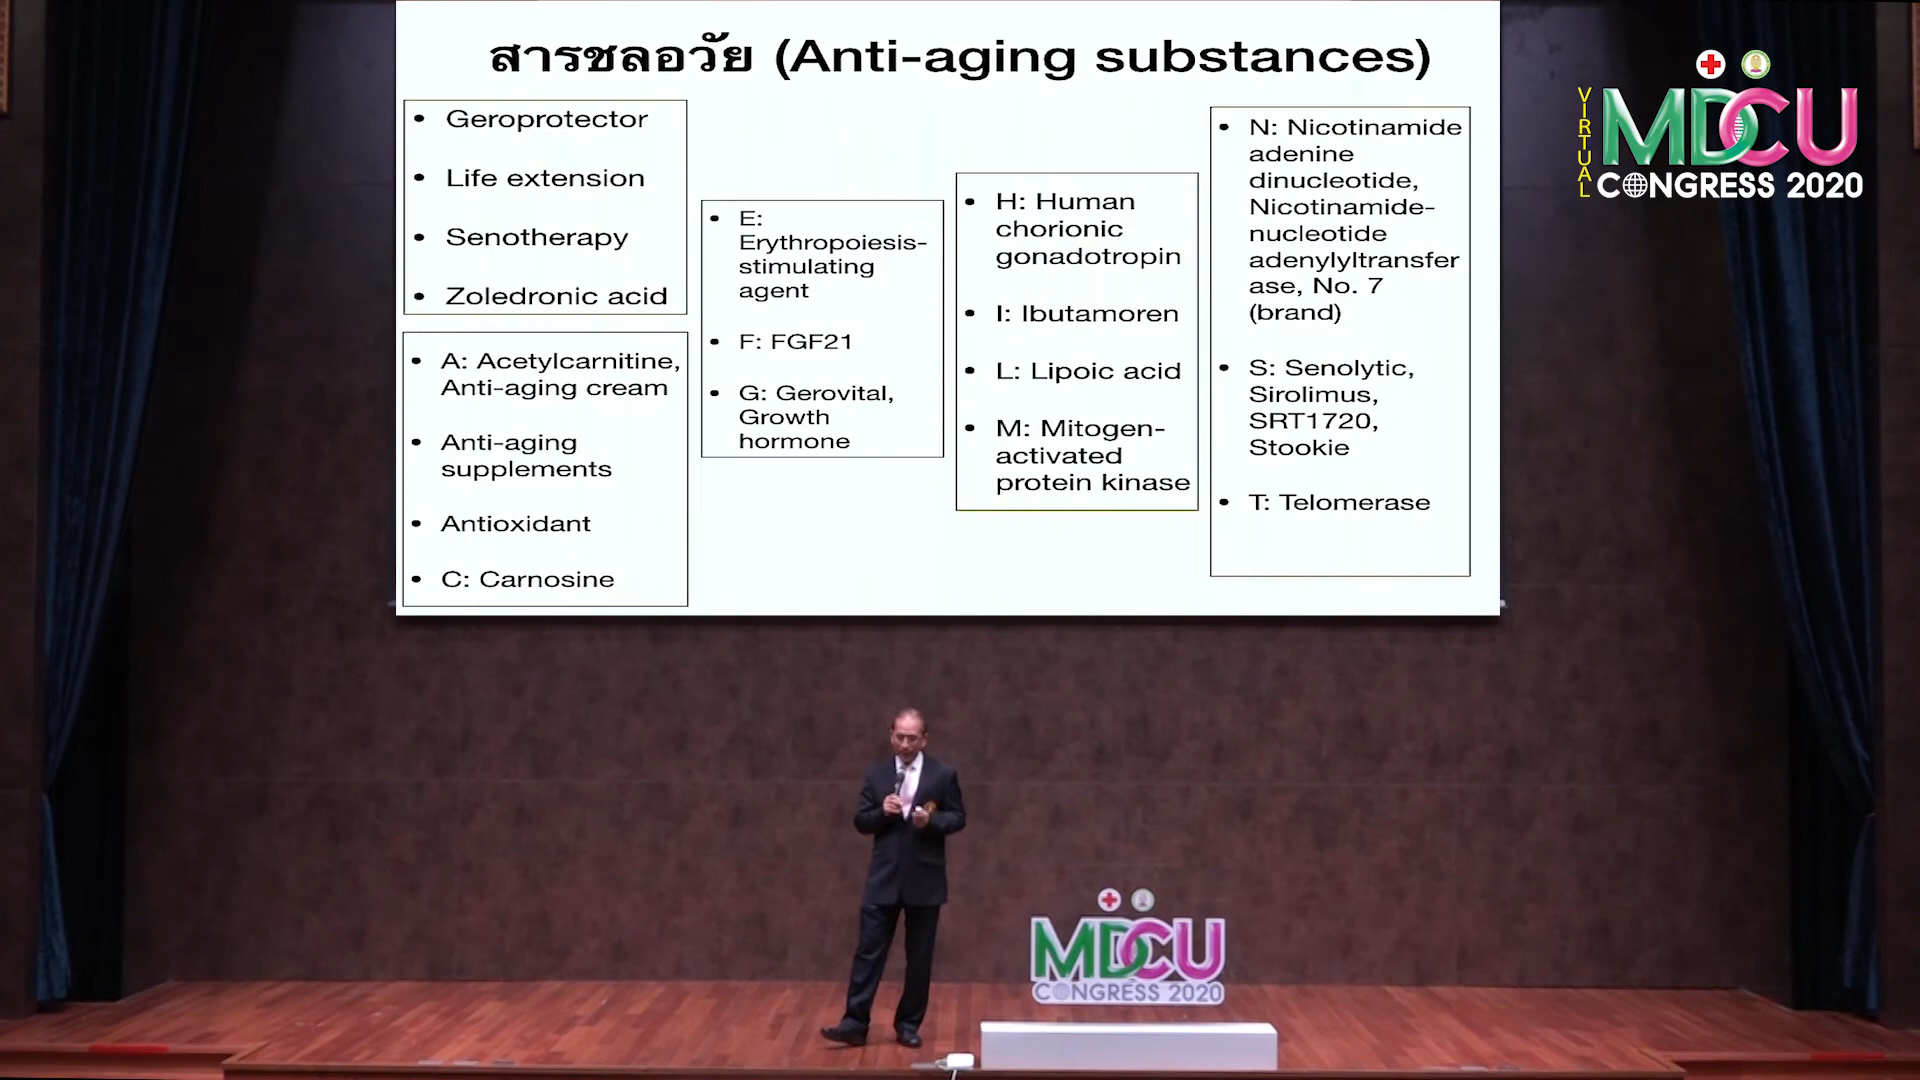 สารชลอวัย (Anti-aging substances)
• Geroprotector
• Life extension
• Senotherapy
• Zoledronic acid
• A: Acetylcarnitine,
Anti-aging cream
• Anti-aging
supplements
• Antioxidant
• C: Carnosine
• E:
Erythropoiesis-
stimulating
agent
• F: FGF21
• G: Gerovital,
Growth
hormone
• H: Human
chorionic
gonadotropin
• I: Ibutamoren
• L: Lipoic acid
• M: Mitogen-
activated
protein kinase
• N: Nicotinamide
adenine
dinucleotide,
Nicotinamide-
nucleotide
adenylyltransfer
ase, No. 7
(brand)
• S: Senolytic,
Sirolimus,
SRT1720,
Stookie
• T: Telomerase
VIRTUAL
MDCU
CONGRESS 2020
MDCU
CONGRESS 2020